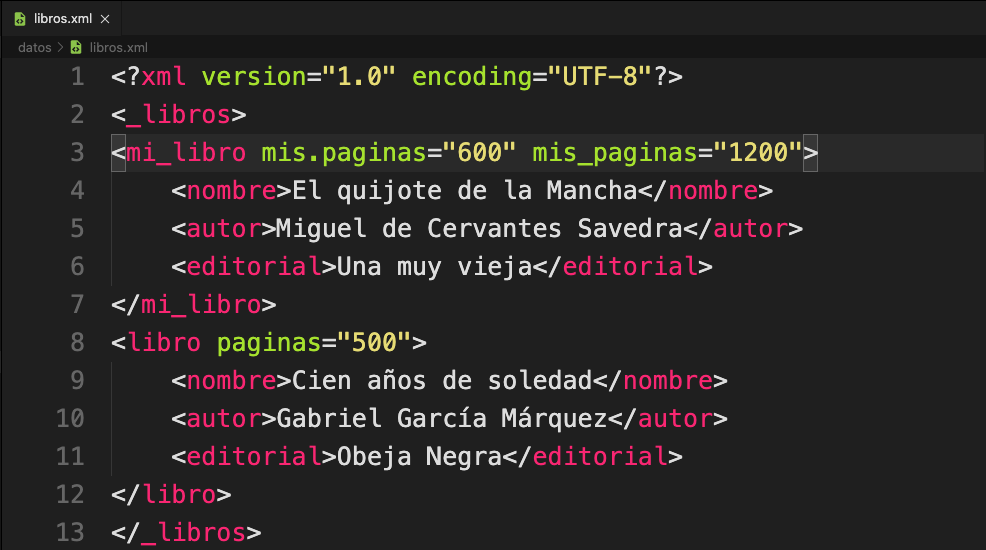 libros.xml ×
datos > libros.xml
1 <?xml version="1.0" encoding="UTF-8"?>
2 <_libros>
3 <mi_libro mis.paginas="600" mis_paginas="1200">
4 <nombre>El quijote de la Mancha</nombre>
5 <autor>Miguel de Cervantes Savedra</autor>
6 <editorial>Una muy vieja</editorial>
7 </mi_libro>
8 <libro paginas="500">
9 <nombre>Cien años de soledad</nombre>
10 <autor>Gabriel García Márquez</autor>
11 <editorial>Obeja Negra</editorial>
12 </libro>
13 </_libros>